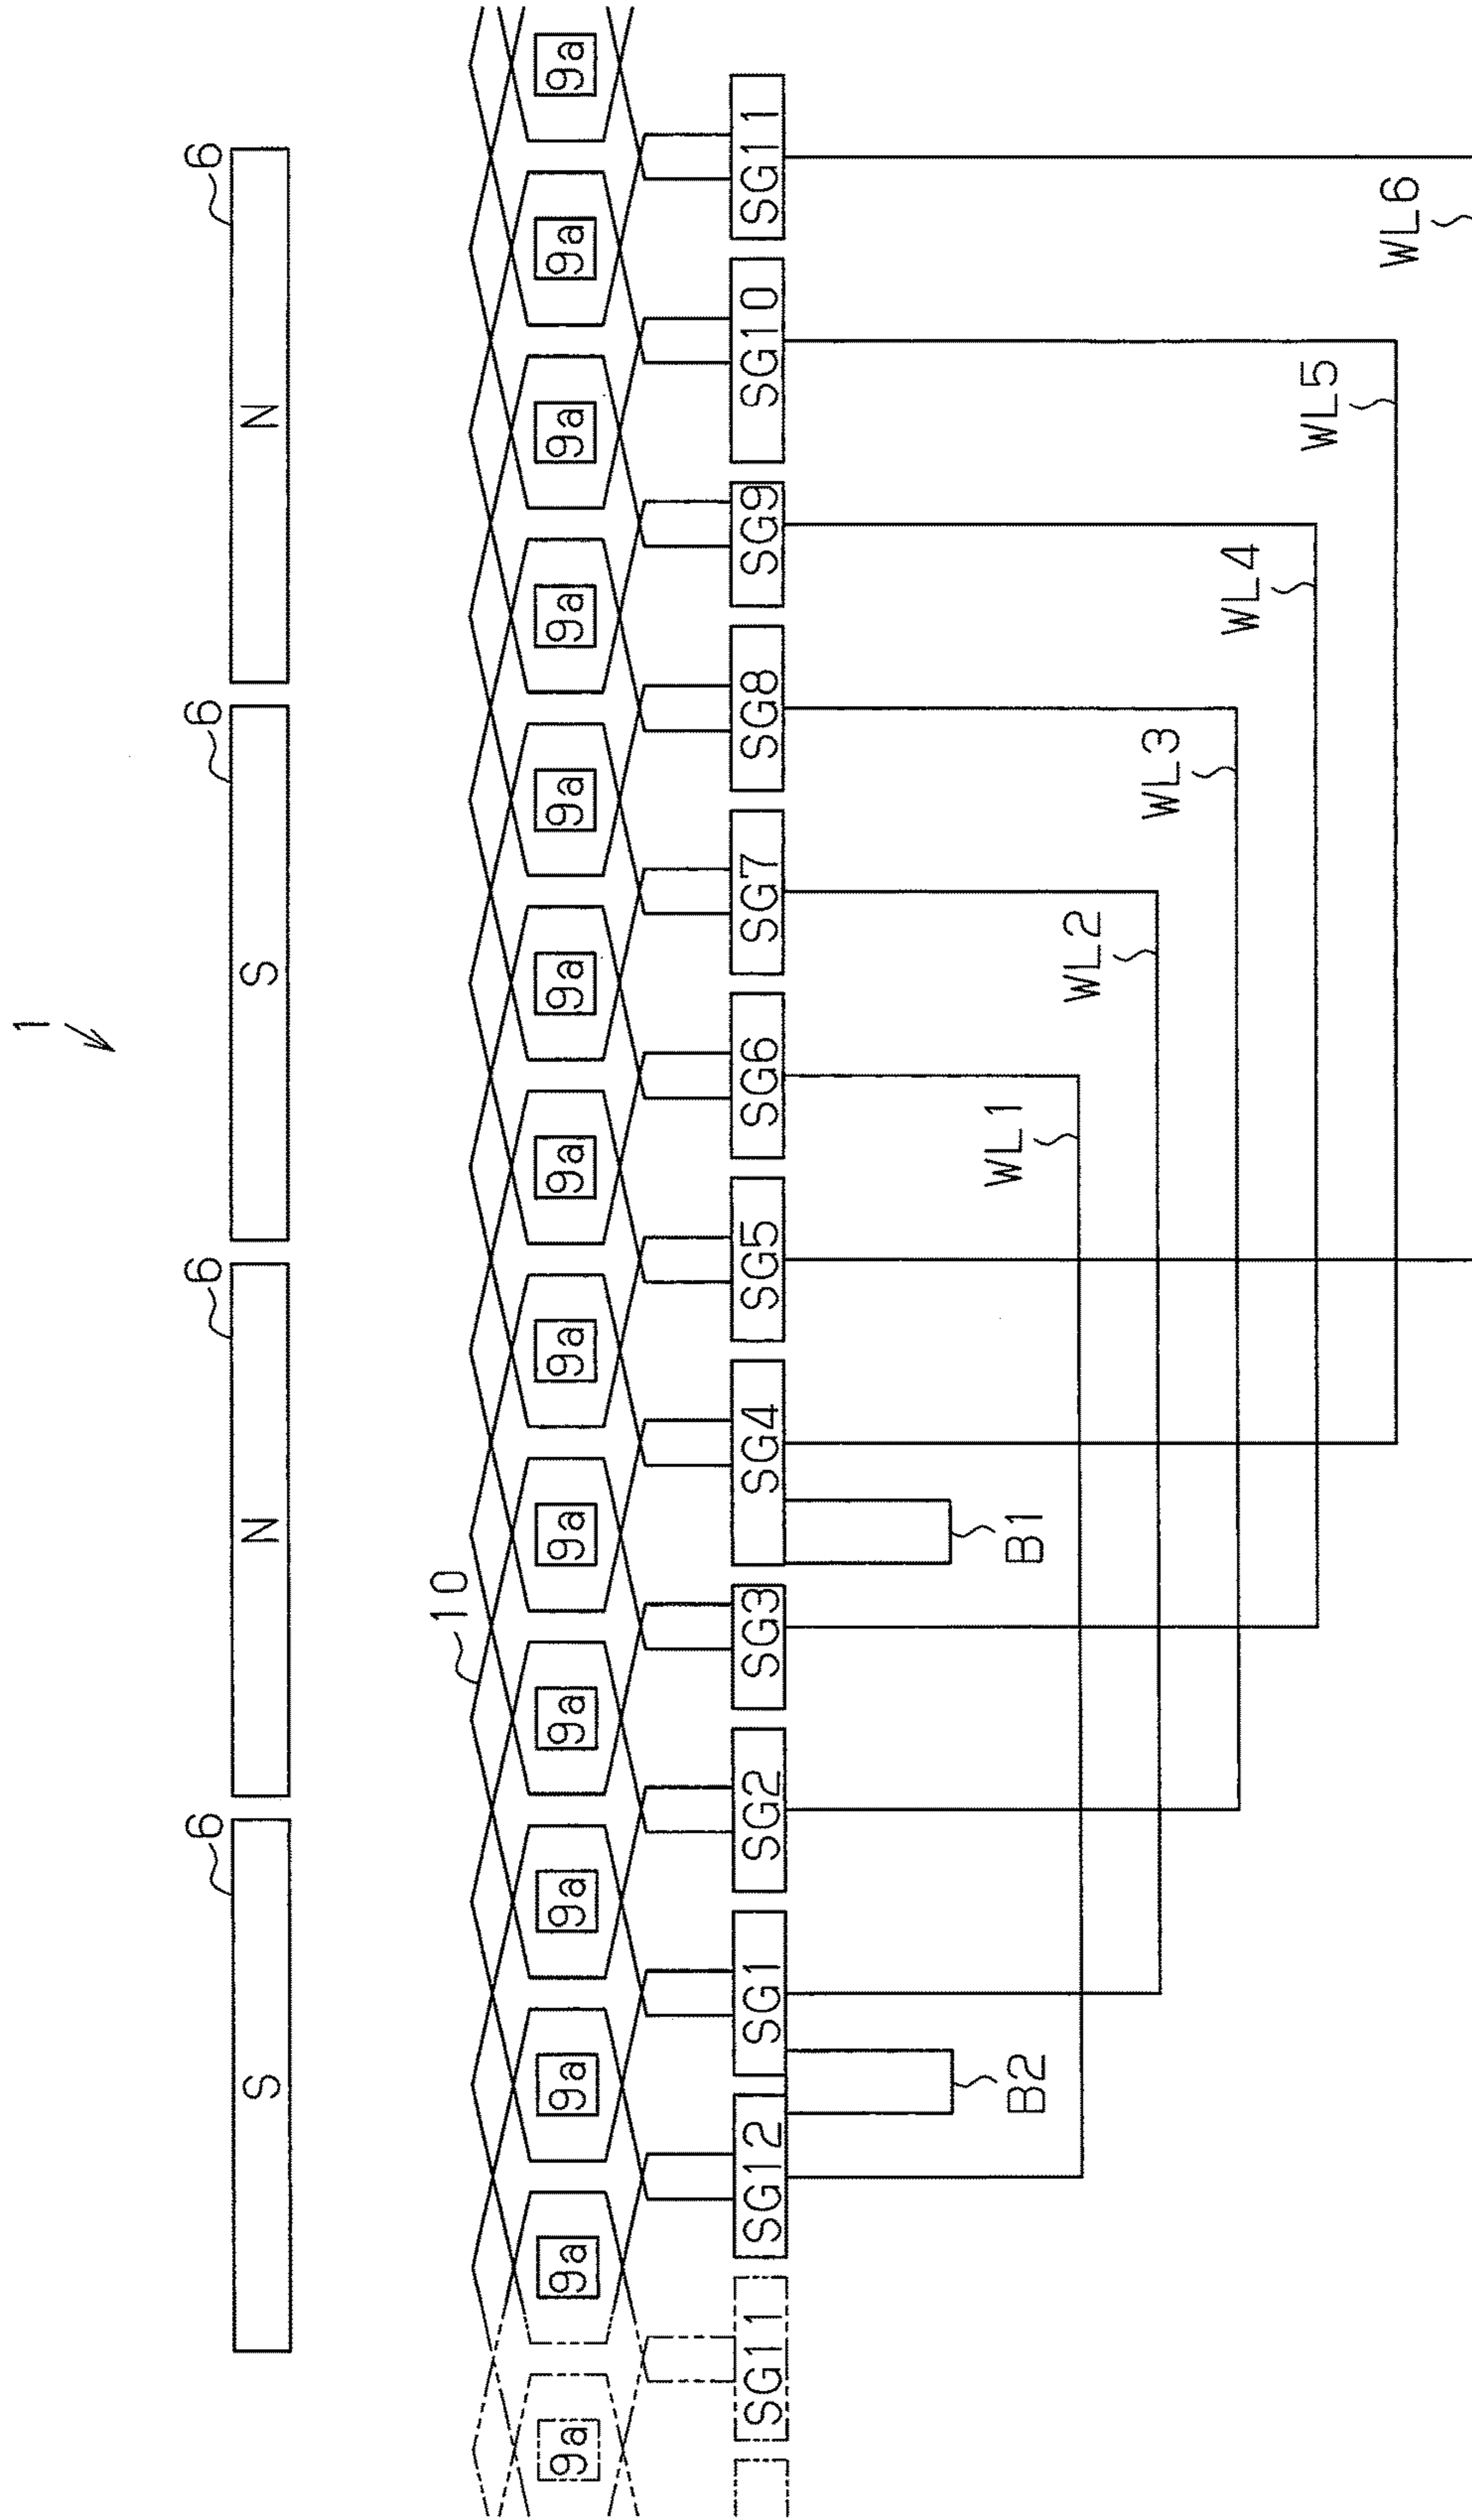 1
6 6 6 6
S N S N
10
9a 9a 9a 9a 9a 9a 9a 9a 9a 9a 9a 9a 9a 9a
SG11 SG12 SG1 SG2 SG3 SG4 SG5 SG6 SG7 SG8 SG9 SG10 SG11
B2 B1
WL1
WL2
WL3
WL4
WL5
WL6